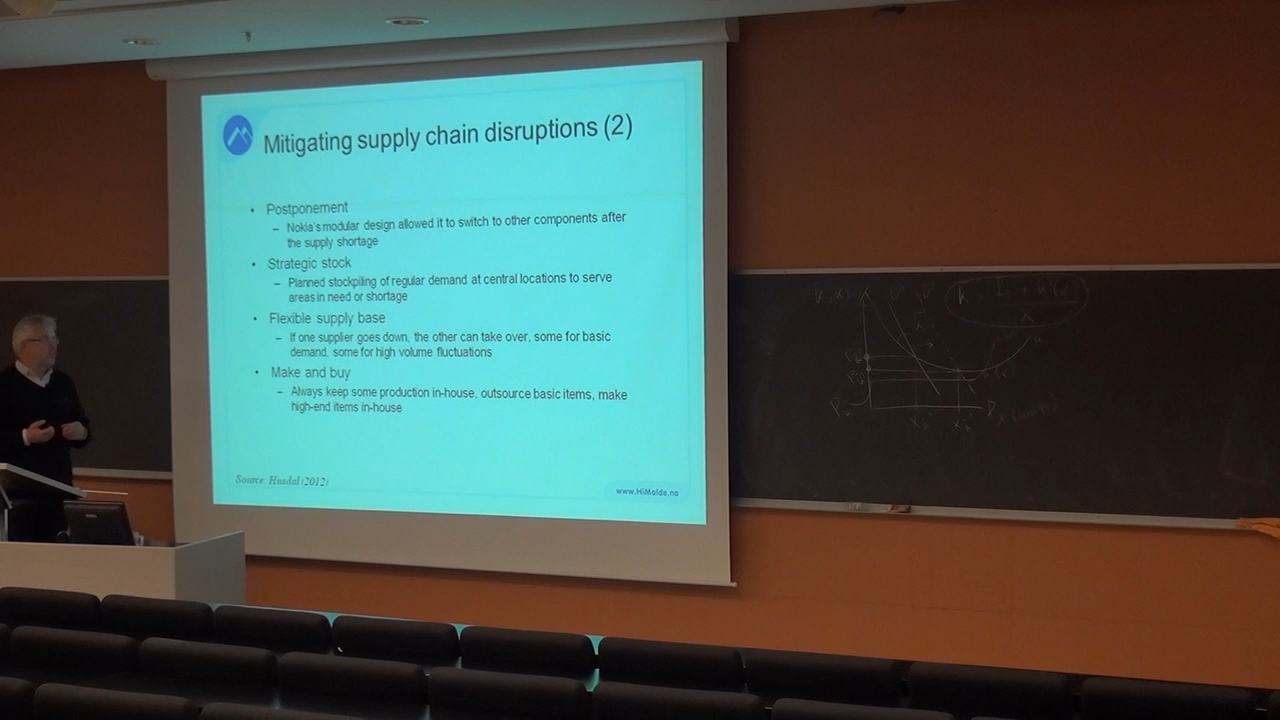 Mitigating supply chain disruptions (2)
• Postponement
– Nokia's modular design allowed it to switch to other components after
the supply shortage
• Strategic stock
– Planned stockpiling of regular demand at central locations to serve
areas in need or shortage
• Flexible supply base
– If one supplier goes down, the other can take over, some for basic
demand, some for high volume fluctuations
• Make and buy
– Always keep some production in-house, outsource basic items, make
high-end items in-house
Source: Husdal (2012)
www.HiMolde.no